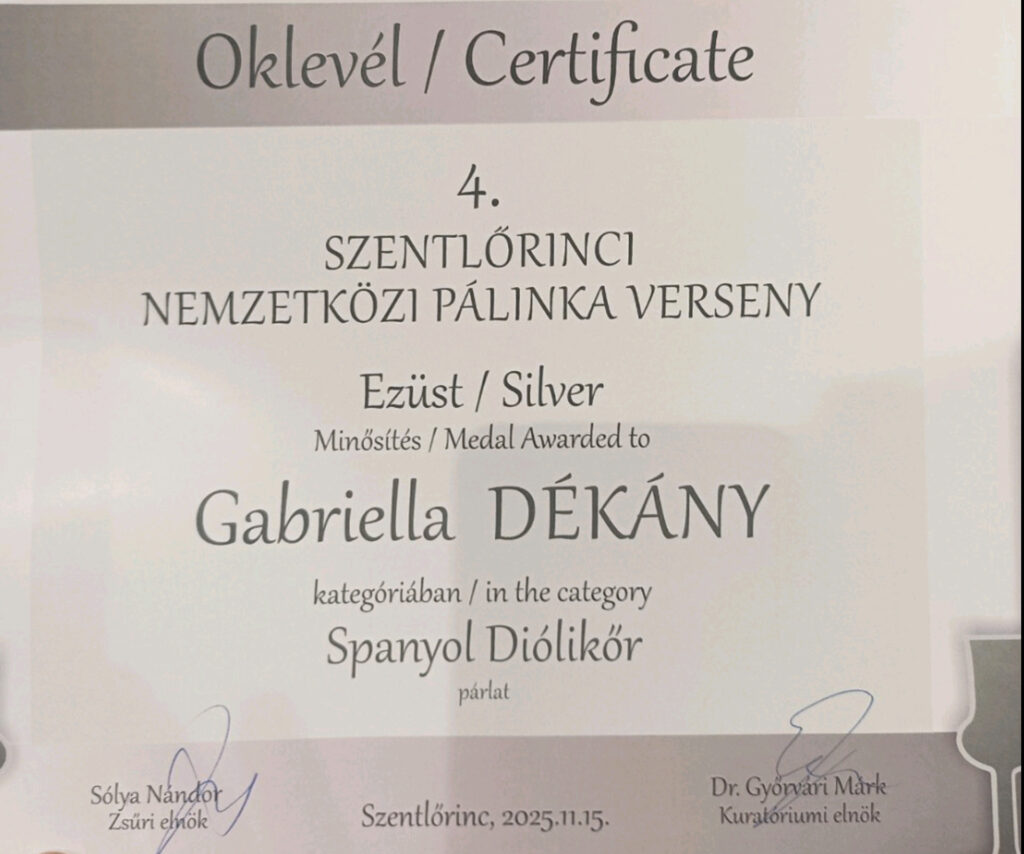 Oklevél / Certificate
4.
SZENTLŐRINCI
NEMZETKÖZI PÁLINKA VERSENY
Ezüst / Silver
Minősítés / Medal Awarded to
Gabriella DÉKÁNY
kategóriában / in the category
Spanyol Diólikőr
párlat
Sólya Nándor
Zsűri elnök
Szentlőrinc, 2025.11.15.
Dr. Győrvári Márk
Kuratóriumi elnök